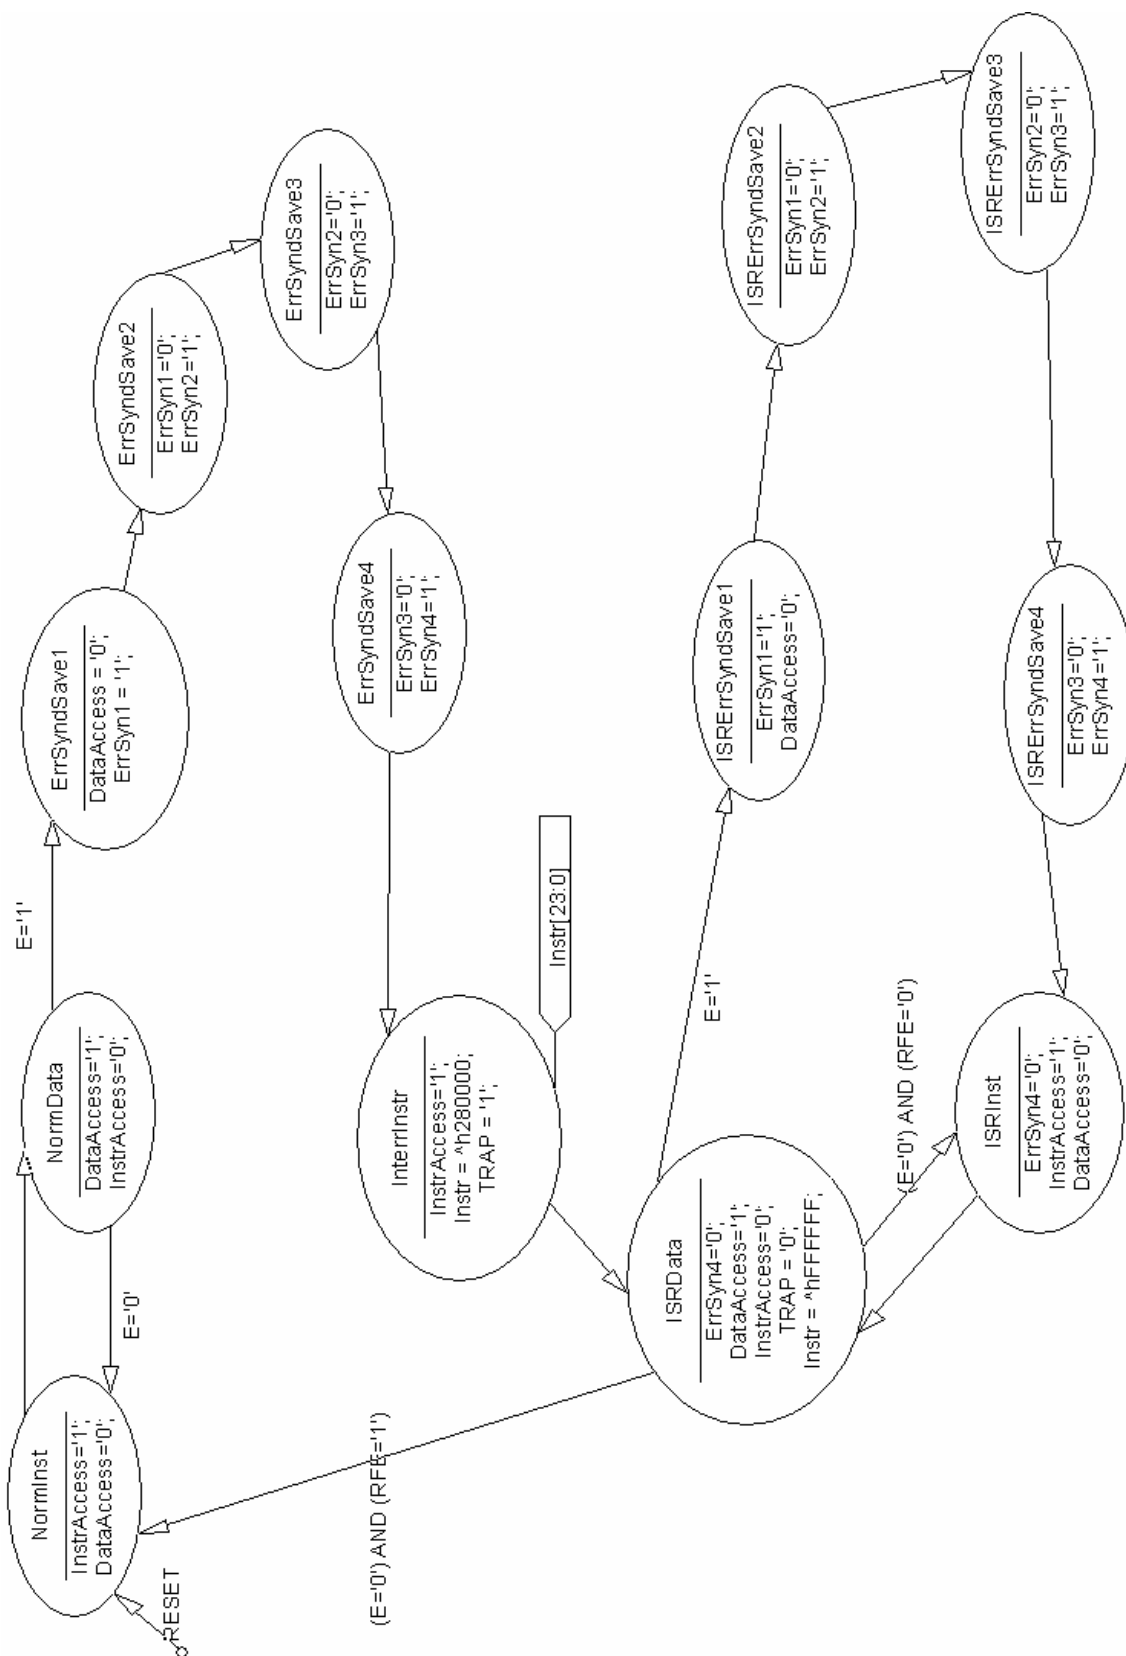 RESET
NormInst
InstrAccess='1';
DataAccess='0';
E='0'
NormData
DataAccess='1';
InstrAccess='0';
E='1'
ErrSyndSave1
DataAccess = '0';
ErrSyn1 = '1';
ErrSyndSave2
ErrSyn1='0';
ErrSyn2='1';
ErrSyndSave3
ErrSyn2='0';
ErrSyn3='1';
ErrSyndSave4
ErrSyn3='0';
ErrSyn4='1';
InterrInstr
InstrAccess='1';
Instr = ^h280000;
TRAP = '1';
Instr[23:0]
(E='0') AND (RFE='1')
ISRData
ErrSyn4='0';
DataAccess='1';
InstrAccess='0';
TRAP = '0';
Instr = ^hFFFFFF;
E='1'
ISRErrSyndSave1
ErrSyn1='1';
DataAccess='0';
ISRErrSyndSave2
ErrSyn1='0';
ErrSyn2='1';
ISRErrSyndSave3
ErrSyn2='0';
ErrSyn3='1';
ISRErrSyndSave4
ErrSyn3='0';
ErrSyn4='1';
(E='0') AND (RFE='0')
ISRInst
ErrSyn4='0';
InstrAccess='1';
DataAccess='0';